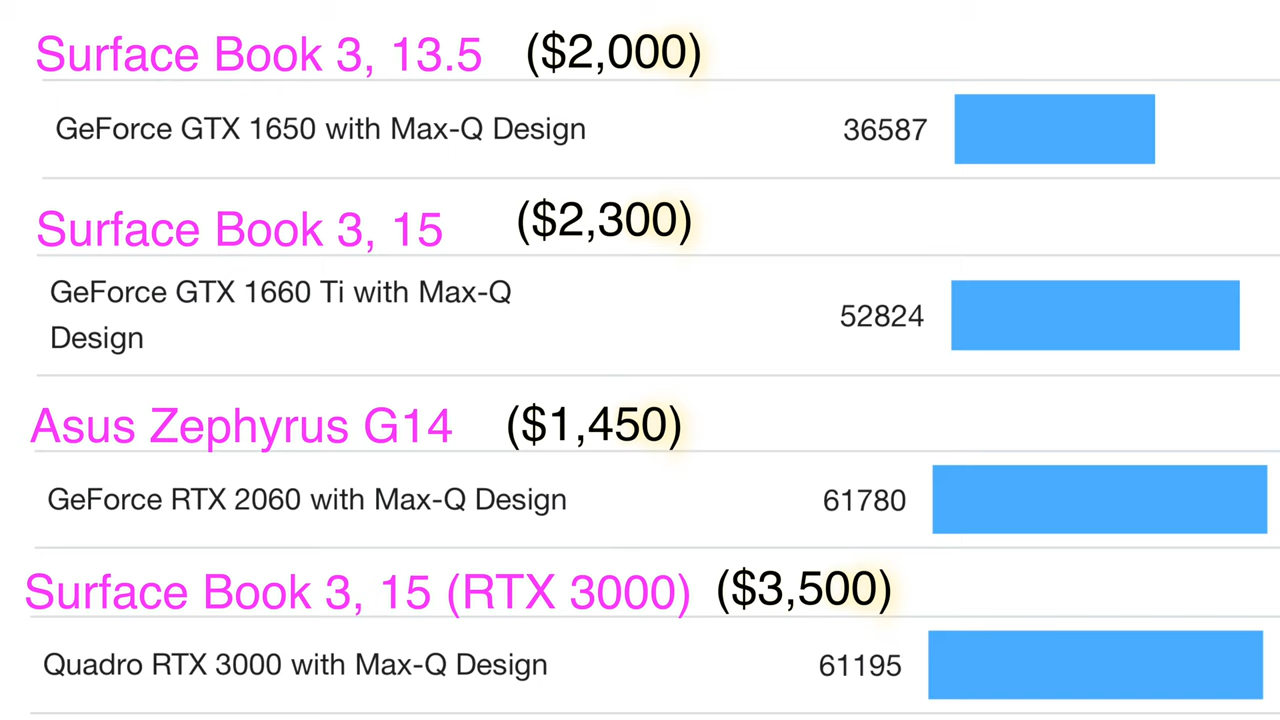 Surface Book 3, 13.5 ($2,000)
GeForce GTX 1650 with Max-Q Design 36587
Surface Book 3, 15 ($2,300)
GeForce GTX 1660 Ti with Max-Q
Design
52824
Asus Zephyrus G14 ($1,450)
GeForce RTX 2060 with Max-Q Design 61780
Surface Book 3, 15 (RTX 3000) ($3,500)
Quadro RTX 3000 with Max-Q Design 61195